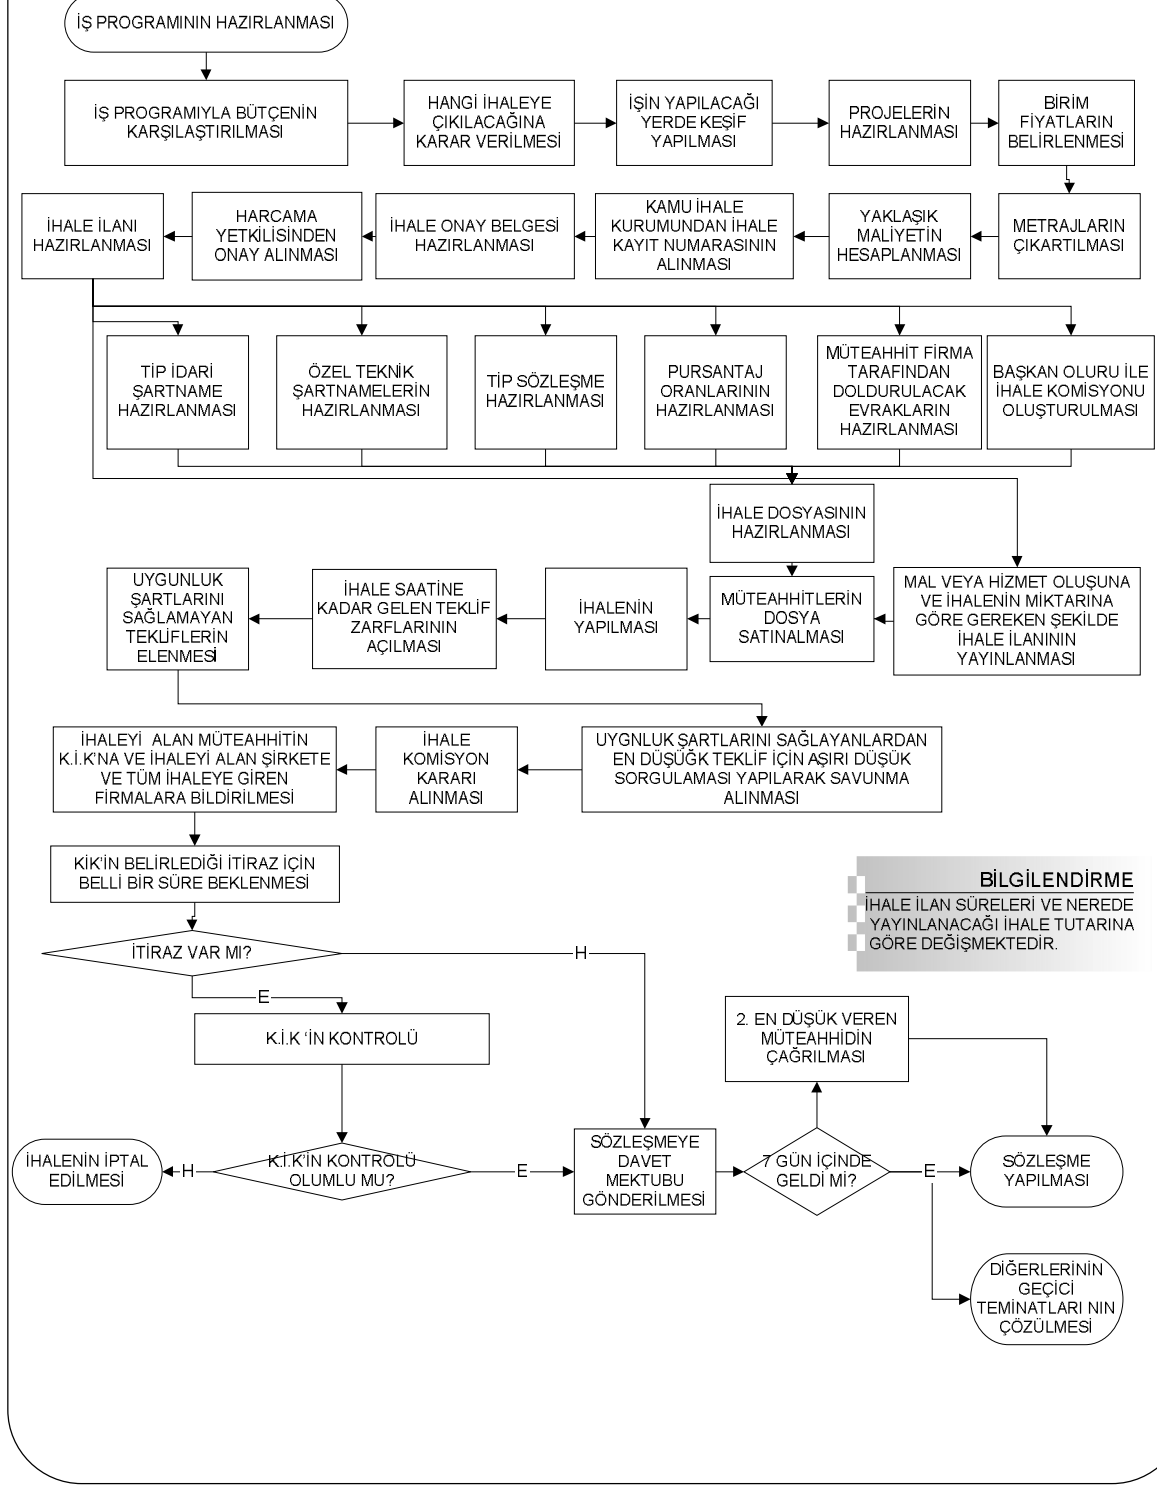 İŞ PROGRAMININ HAZIRLANMASI
İŞ PROGRAMIYLA BÜTÇENİN
KARŞILAŞTIRILMASI
HANGİ İHALEYE
ÇIKILACAĞINA
KARAR VERİLMESİ
İŞİN YAPILACAĞI
YERDE KEŞİF
YAPILMASI
PROJELERİN
HAZIRLANMASI
BİRİM
FİYATLARIN
BELİRLENMESİ
İHALE İLANI
HAZIRLANMASI
HARCAMA
YETKİLİSİNDEN
ONAY ALINMASI
İHALE ONAY BELGESİ
HAZIRLANMASI
KAMU İHALE
KURUMUNDAN İHALE
KAYIT NUMARASININ
ALINMASI
YAKLAŞIK
MALİYETİN
HESAPLANMASI
METRAJLARIN
ÇIKARTILMASI
TİP İDARİ
ŞARTNAME
HAZIRLANMASI
ÖZEL TEKNİK
ŞARTNAMELERİN
HAZIRLANMASI
TİP SÖZLEŞME
HAZIRLANMASI
PURSANTAJ
ORANLARININ
HAZIRLANMASI
MÜTEAHHİT FİRMA
TARAFINDAN
DOLDURULACAK
EVRAKLARIN
HAZIRLANMASI
BAŞKAN OLURU İLE
İHALE KOMİSYONU
OLUŞTURULMASI
İHALE DOSYASININ
HAZIRLANMASI
UYGUNLUK
ŞARTLARINI
SAĞLAMAYAN
TEKLİFLERİN
ELENMESİ
İHALE SAATİNE
KADAR GELEN TEKLİF
ZARFLARININ
AÇILMASI
İHALENİN
YAPILMASI
MÜTEAHHİTLERİN
DOSYA
SATINALMASI
MAL VEYA HİZMET OLUŞUNA
VE İHALENİN MİKTARINA
GÖRE GEREKEN ŞEKİLDE
İHALE İLANININ
YAYINLANMASI
İHALEYİ ALAN MÜTEAHHİTİN
K.İ.K'NA VE İHALEYİ ALAN ŞİRKETE
VE TÜM İHALEYE GİREN
FİRMALARA BİLDİRİLMESİ
İHALE
KOMİSYON
KARARI
ALINMASI
UYGNLUK ŞARTLARINI SAĞLAYANLARDAN
EN DÜŞÜĞK TEKLİF İÇİN AŞIRI DÜŞÜK
SORGULAMASI YAPILARAK SAVUNMA
ALINMASI
KİK'İN BELİRLEDİĞİ İTİRAZ İÇİN
BELLİ BİR SÜRE BEKLENMESİ
BİLGİLENDİRME
İHALE İLAN SÜRELERİ VE NEREDE
YAYINLANACAĞI İHALE TUTARINA
GÖRE DEĞİŞMEKTEDİR.
İTİRAZ VAR MI?
H
E
K.İ.K 'İN KONTROLÜ
2. EN DÜŞÜK VEREN
MÜTEAHHİDİN
ÇAĞRILMASI
İHALENİN İPTAL
EDİLMESİ
H
K.İ.K'İN KONTROLÜ
OLUMLU MU?
E
SÖZLEŞMEYE
DAVET
MEKTUBU
GÖNDERİLMESİ
7 GÜN İÇİNDE
GELDİ Mİ?
E
SÖZLEŞME
YAPILMASI
DİĞERLERİNİN
GEÇİCİ
TEMİNATLARI NIN
ÇÖZÜLMESİ